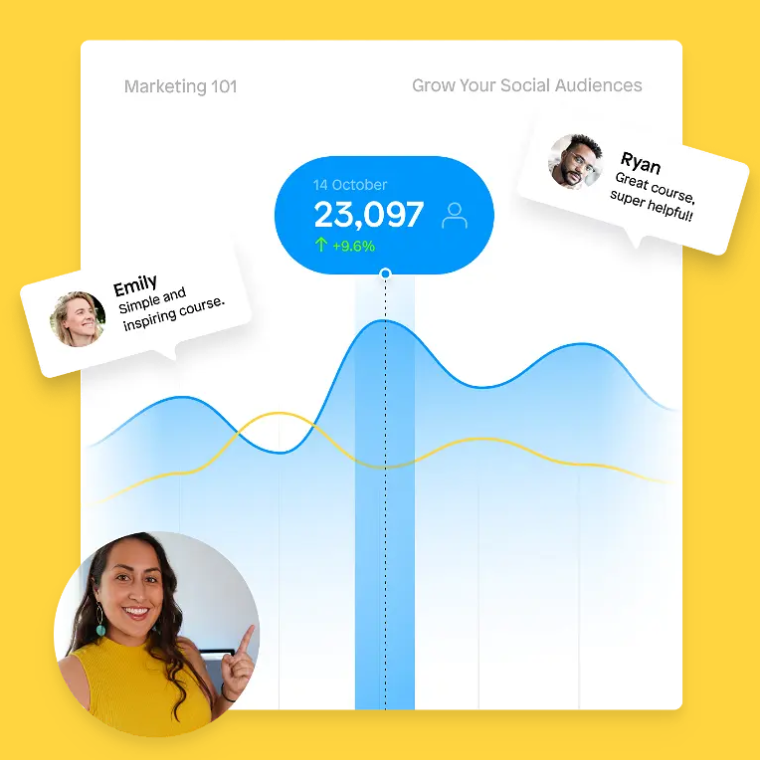 Marketing 101
Grow Your Social Audiences
Ryan
Great course,
super helpful!
14 October
23,097
+9.6%
Emily
Simple and
inspiring course.